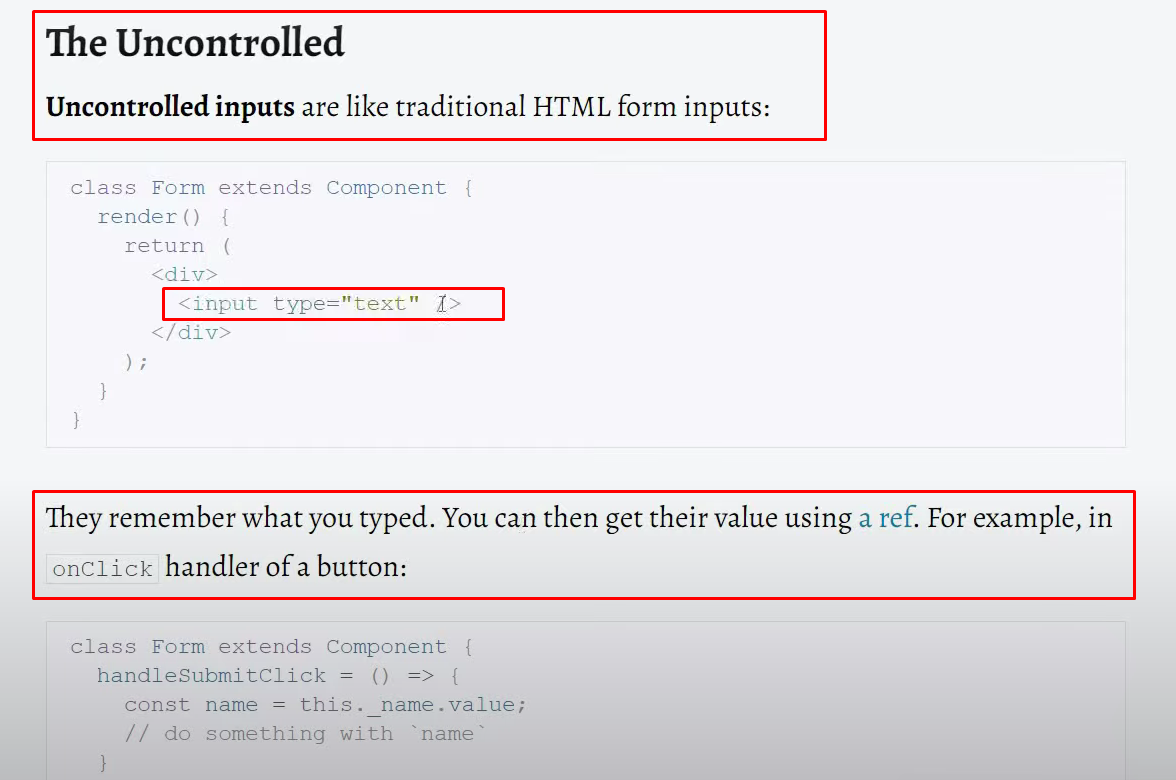 The Uncontrolled
Uncontrolled inputs are like traditional HTML form inputs:
class Form extends Component {
  render() {
    return (
      <div>
        <input type="text" />
      </div>
    );
  }
}
They remember what you typed. You can then get their value using a ref. For example, in
onClick handler of a button:
class Form extends Component {
  handleSubmitClick = () => {
    const name = this._name.value;
    // do something with `name`
  }